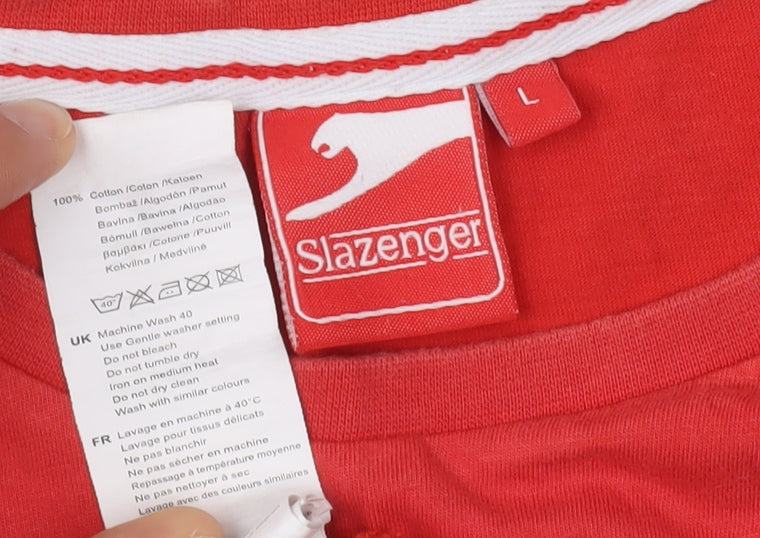 100% Cotton /Coton /Katoen
Bombaž /Algodón /Pamut
Bavlna /Bavina /Algodão
Bomull /Bawełna /Cotton
βαμβάκι /Cotone /Puuvill
Kokvilna / Medvilnė
40°
UK Machine Wash 40
Use Gentle washer setting
Do not bleach
Do not tumble dry
Iron on medium heat
Do not dry clean
Wash with similar colours
FR Lavage en machine à 40°C
Lavage pour tissus délicats
Ne pas blanchir
Ne pas sécher en machine
Repassage à température moyenne
Ne pas nettoyer à sec
Lavage avec des couleurs similaires
Slazenger
L